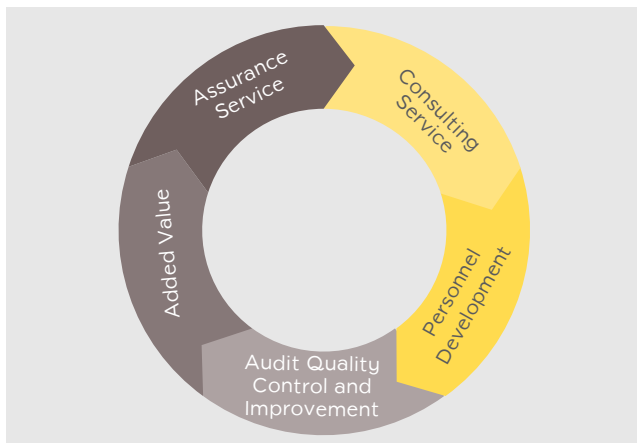 Assurance
Service
Consulting
Service
Personnel
Development
Audit Quality
Control and
Improvement
Added Value